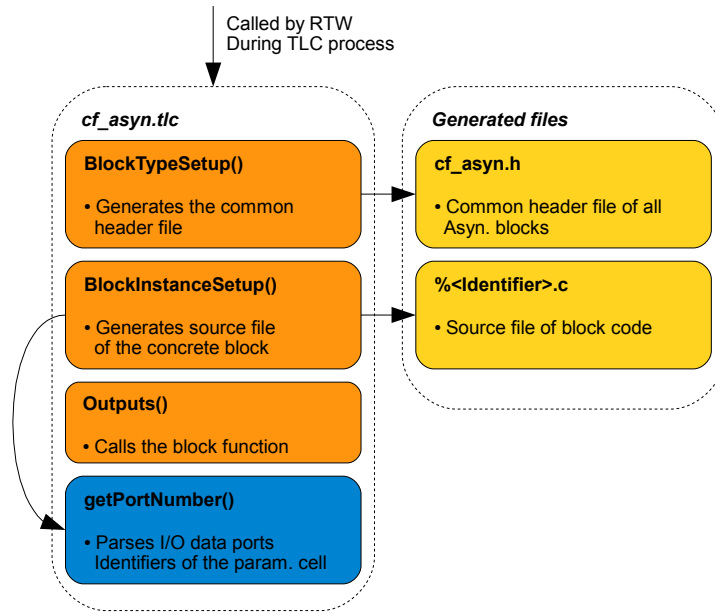 Called by RTW
During TLC process
cf_asyn.tlc
BlockTypeSetup()
• Generates the common
header file
BlockInstanceSetup()
• Generates source file
of the concrete block
Outputs()
• Calls the block function
getPortNumber()
• Parses I/O data ports
Identifiers of the param. cell
Generated files
cf_asyn.h
• Common header file of all
Asyn. blocks
%<Identifier>.c
• Source file of block code